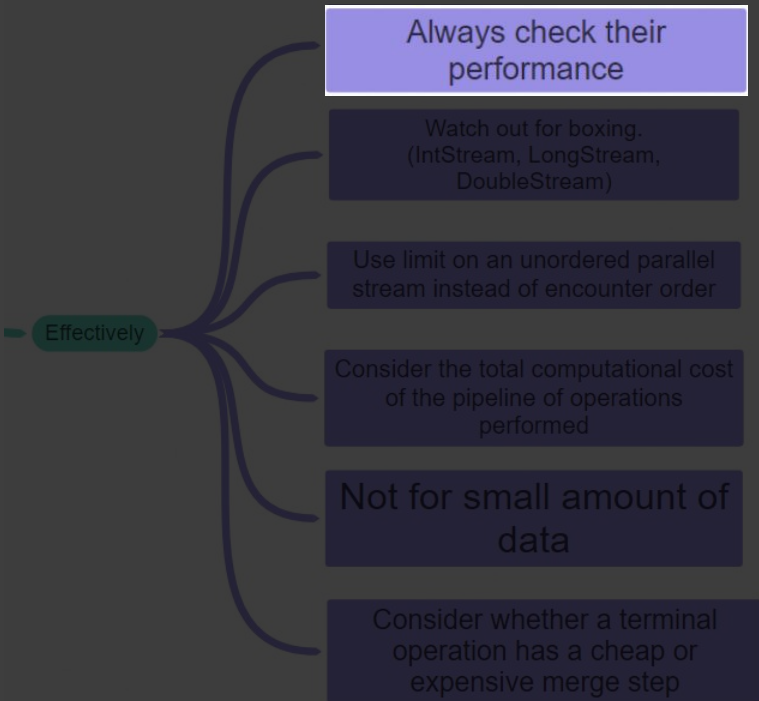 Always check their
performance
Watch out for boxing.
(IntStream, LongStream,
DoubleStream)
Use limit on an unordered parallel
stream instead of encounter order
Effectively
Consider the total computational cost
of the pipeline of operations
performed
Not for small amount of
data
Consider whether a terminal
operation has a cheap or
expensive merge step